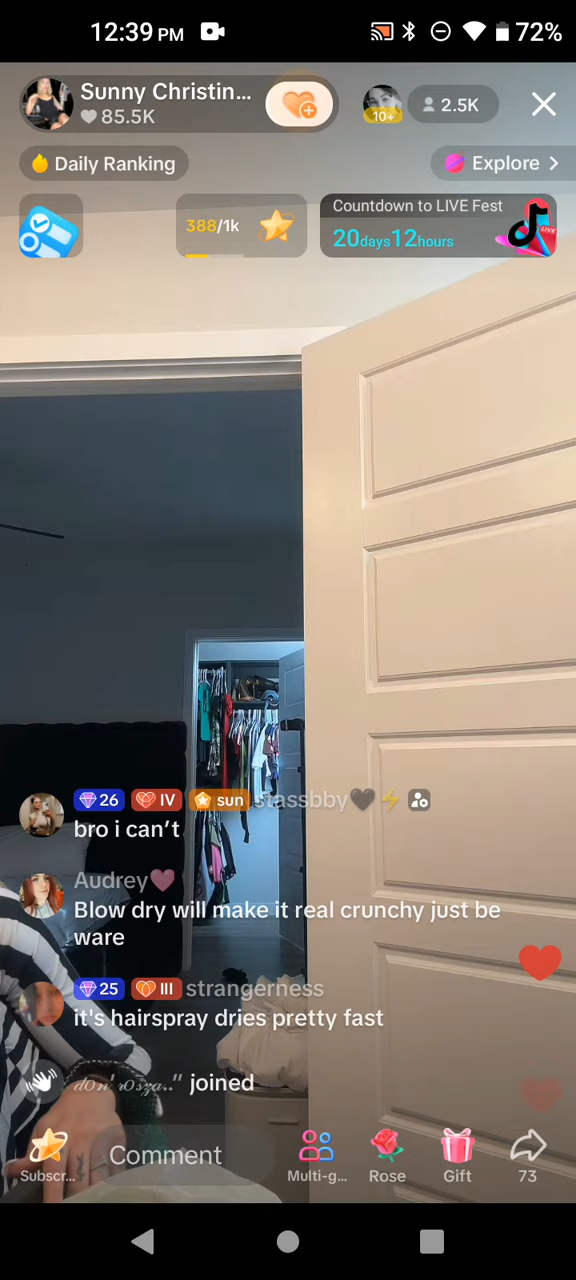 12:39 PM
72%
Sunny Christin...
85.5K
10+
2.5K
Daily Ranking
Explore >
388/1k
Countdown to LIVE Fest
20days12hours
LIVE
26 IV sun stassbby🖤⚡
bro i can't
Audrey
Blow dry will make it real crunchy just be
ware
25 III strangerness
it's hairspray dries pretty fast
joined
Comment
Subscr...
Multi-g...
Rose
Gift
73